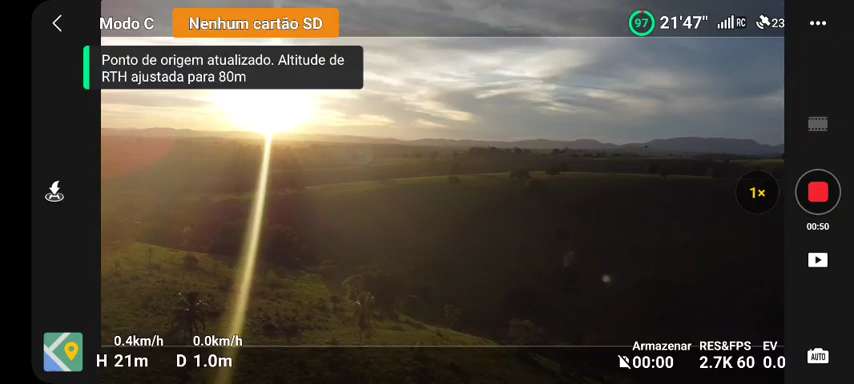 Modo C
Nenhum cartão SD
97
21'47"
RC
23
Ponto de origem atualizado. Altitude de
RTH ajustada para 80m
1×
00:50
0.4km/h 0.0km/h
H 21m D 1.0m
Armazenar RES&FPS EV
00:00 2.7K 60 0.0
AUTO